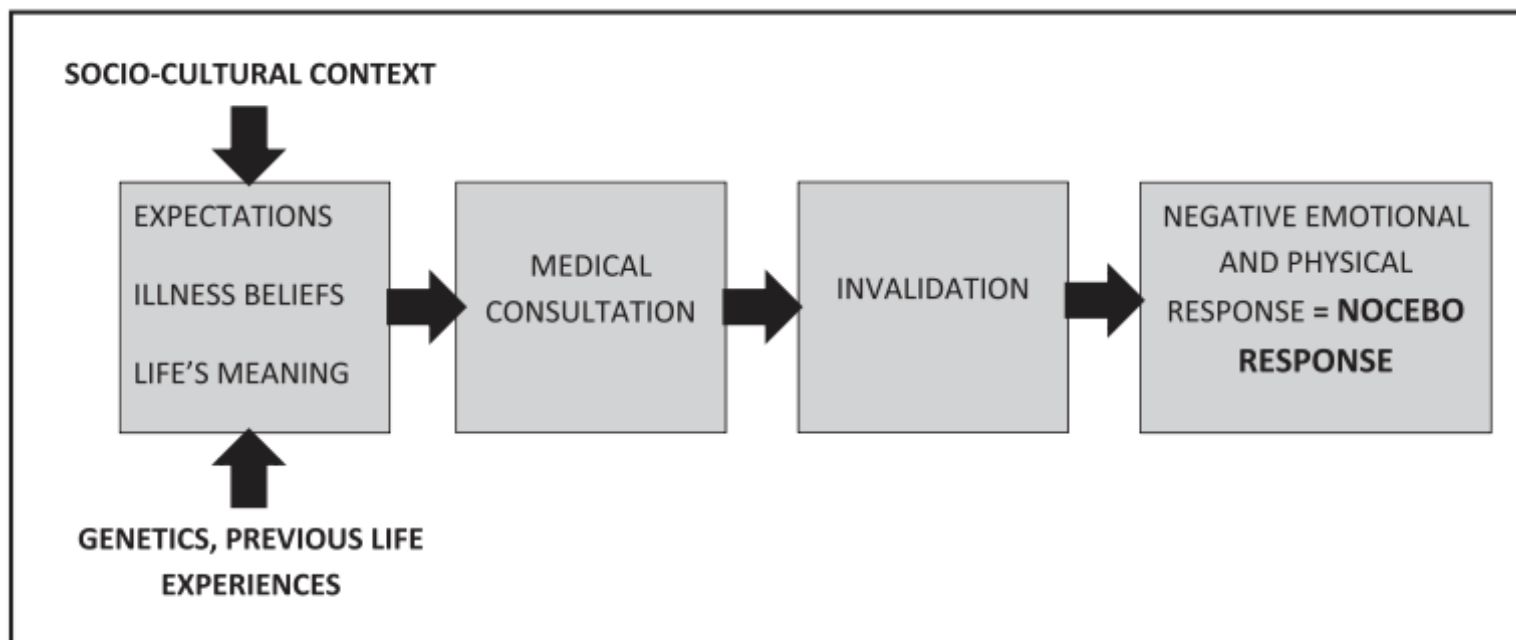 SOCIO-CULTURAL CONTEXT
EXPECTATIONS
ILLNESS BELIEFS
LIFE’S MEANING
MEDICAL
CONSULTATION
INVALIDATION
NEGATIVE EMOTIONAL
AND PHYSICAL
RESPONSE = NOCEBO
RESPONSE
GENETICS, PREVIOUS LIFE
EXPERIENCES